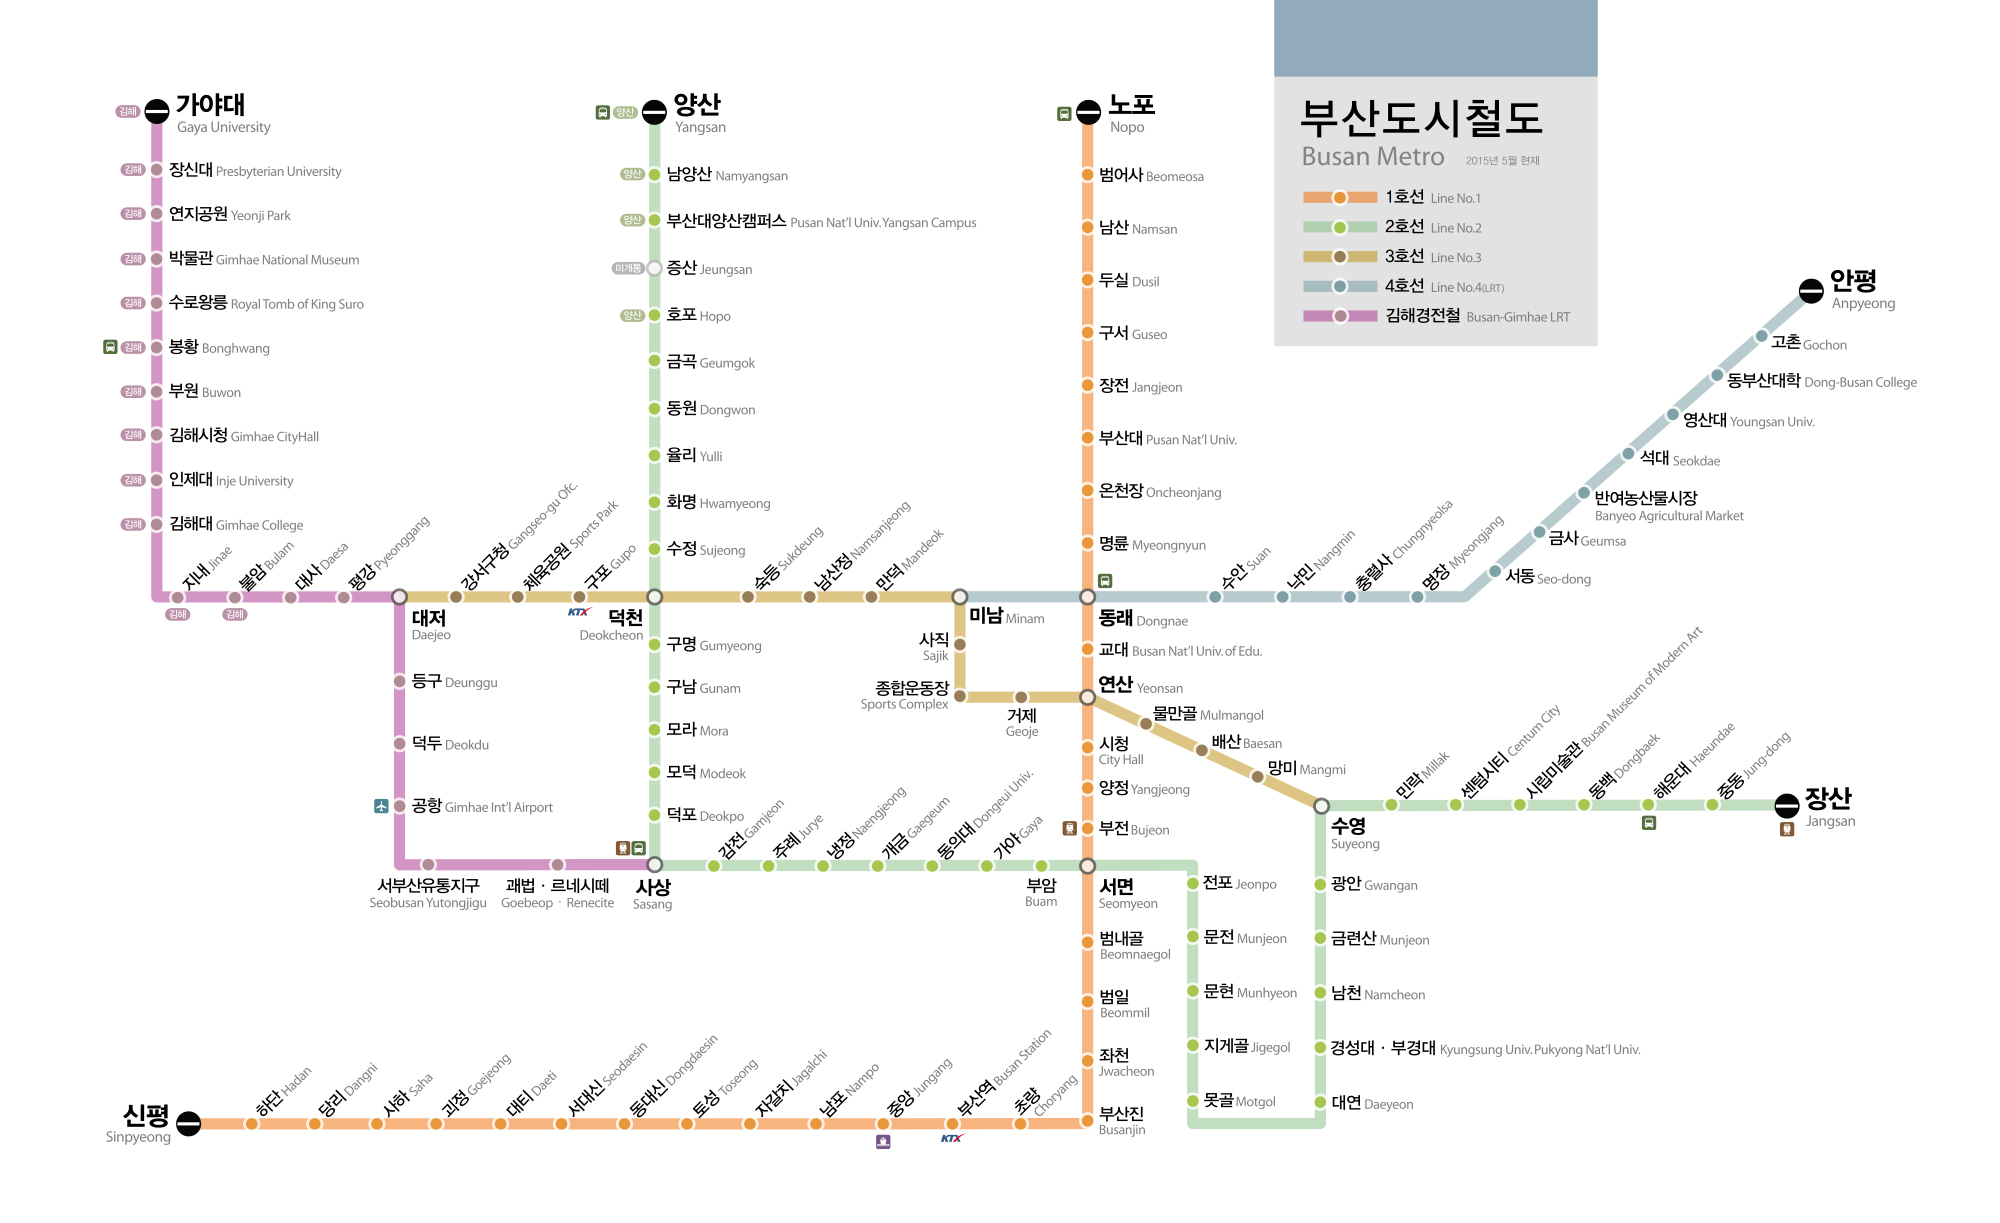 부산도시철도
Busan Metro 2015년 5월 현재
1호선 Line No.1
2호선 Line No.2
3호선 Line No.3
4호선 Line No.4(LRT)
김해경전철 Busan-Gimhae LRT
김해 가야대
Gaya University
김해 장신대 Presbyterian University
김해 연지공원 Yeonji Park
김해 박물관 Gimhae National Museum
김해 수로왕릉 Royal Tomb of King Suro
김해 봉황 Bonghwang
김해 부원 Buwon
김해 김해시청 Gimhae CityHall
김해 인제대 Inje University
김해 김해대 Gimhae College
지내 Jinae
김해
불암 Bulam
김해
대사 Daesa
평강 Pyeonggang
대저
Daejeo
등구 Deunggu
덕두 Deokdu
공항 Gimhae Int'l Airport
서부산유통지구
Seobusan Yutongjigu
괘법 · 르네시떼
Goebeop · Renecite
사상
Sasang
강서구청 Gangseo-gu Ofc.
체육공원 Sports Park
구포 Gupo
KTX
덕천
Deokcheon
숙등 Sukdeung
남산정 Namsanjeong
만덕 Mandeok
미남 Minam
사직
Sajik
종합운동장
Sports Complex
거제
Geoje
연산 Yeonsan
물만골 Mulmangol
배산 Baesan
망미 Mangmi
수영
Suyeong
양산 양산
Yangsan
양산 남양산 Namyangsan
양산 부산대양산캠퍼스 Pusan Nat'l Univ. Yangsan Campus
미개통 증산 Jeungsan
양산 호포 Hopo
금곡 Geumgok
동원 Dongwon
율리 Yulli
화명 Hwamyeong
수정 Sujeong
구명 Gumyeong
구남 Gunam
모라 Mora
모덕 Modeok
덕포 Deokpo
감전 Gamjeon
주례 Jurye
냉정 Naengjeong
개금 Gaegeum
동의대 Dongeui Univ.
가야 Gaya
부암
Buam
서면
Seomyeon
전포 Jeonpo
문전 Munjeon
문현 Munhyeon
지게골 Jigegol
못골 Motgol
광안 Gwangan
금련산 Munjeon
남천 Namcheon
경성대 · 부경대 Kyungsung Univ. Pukyong Nat'l Univ.
대연 Daeyeon
민락 Millak
센텀시티 Centum City
시립미술관 Busan Museum of Modern Art
동백 Dongbaek
해운대 Haeundae
중동 Jung-dong
장산
Jangsan
노포
Nopo
범어사 Beomeosa
남산 Namsan
두실 Dusil
구서 Guseo
장전 Jangjeon
부산대 Pusan Nat'l Univ.
온천장 Oncheonjang
명륜 Myeongnyun
동래 Dongnae
교대 Busan Nat'l Univ. of Edu.
시청
City Hall
양정 Yangjeong
부전 Bujeon
범내골
Beomnaegol
범일
Beommil
좌천
Jwacheon
부산진
Busanjin
초량
Choryang
부산역 Busan Station
KTX
중앙 Jungang
남포 Nampo
자갈치 Jagalchi
토성 Toseong
동대신 Dongdaesin
서대신 Seodaesin
대티 Daeti
괴정 Goejeong
사하 Saha
당리 Dangni
하단 Hadan
신평
Sinpyeong
수안 Suan
낙민 Nangmin
충렬사 Chungnyeolsa
명장 Myeongjang
서동 Seo-dong
금사 Geumsa
반여농산물시장
Banyeo Agricultural Market
석대 Seokdae
영산대 Youngsan Univ.
동부산대학 Dong-Busan College
고촌 Gochon
안평
Anpyeong